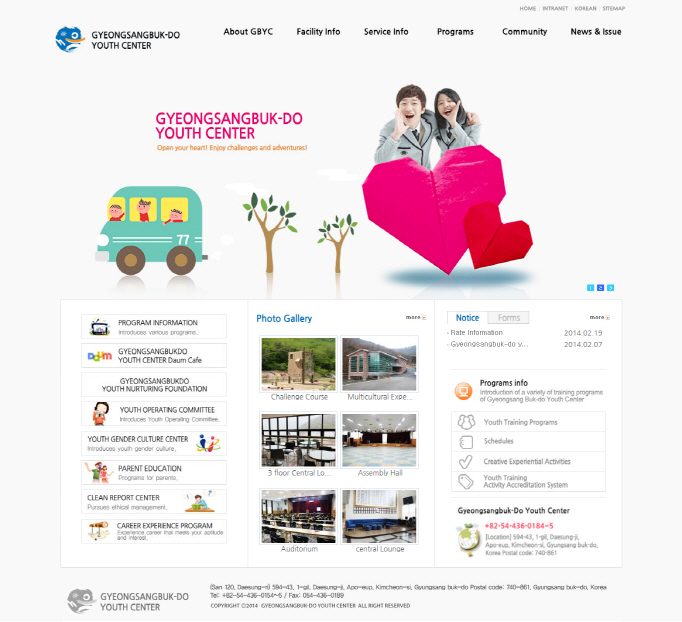 HOME | INTRANET | KOREAN | SITEMAP
GYEONGSANGBUK-DO
YOUTH CENTER
About GBYC
Facility Info
Service Info
Programs
Community
News & Issue
GYEONGSANGBUK-DO
YOUTH CENTER
Open your heart! Enjoy challenges and adventures!
77
1 2 3
PROGRAM INFORMATION
Introduces various programs.
Daum
GYEONGSANGBUKDO
YOUTH CENTER Daum Cafe
GYEONGSANGBUKDO
YOUTH NURTURING FOUNDATION
YOUTH OPERATING COMMITTEE
Introduces Youth Operating Committee.
YOUTH GENDER CULTURE CENTER
Introduces youth gender culture.
PARENT EDUCATION
Programs for parents.
CLEAN REPORT CENTER
Pursues ethical management.
CAREER EXPERIENCE PROGRAM
Experience career that meets your aptitude
and interest.
Photo Gallery
more
Challenge Course
Multicultural Expe...
3 floor Central Lo...
Assembly Hall
Auditorium
central Lounge
Notice
Forms
more
· Rate Infomation 2014.02.19
· Gyeongsangbuk-do y... 2014.02.07
Programs info
Introduction of a variety of training programs
of Gyeongsang Buk-do Youth Center
Youth Training Programs
Schedules
Creative Experiential Activities
Youth Training
Activity Accreditation System
Gyeongsangbuk-Do Youth Center
+82-54-436-0184~5
[Location] 594-43, 1-gil, Daesung-ji,
Apo-eup, Kimcheon-si, Gyungsang buk-do,
Korea Postal code: 740-861
GYEONGSANGBUK-DO
YOUTH CENTER
(San 120, Daesung-ri) 594-43, 1-gil, Daesung-ji, Apo-eup, Kimcheon-si, Gyungsang buk-do Postal code: 740-861, Gyungsang buk-do, Korea
Tel: +82-54-436-0154~5 / Fax: 054-436-0189
COPYRIGHT ⓒ2014 GYEONGSANGBUK-DO YOUTH CENTER ALL RIGHT RESERVED